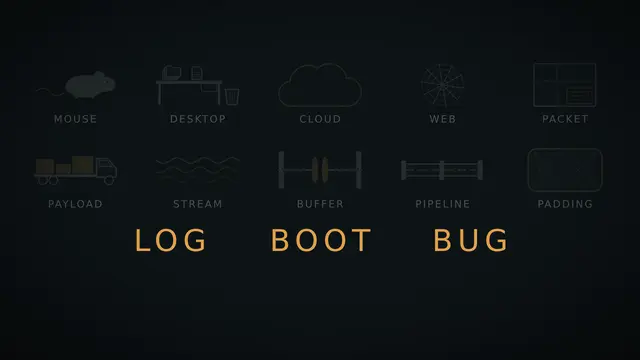 MOUSE DESKTOP CLOUD WEB PACKET
PAYLOAD STREAM BUFFER PIPELINE PADDING
LOG BOOT BUG